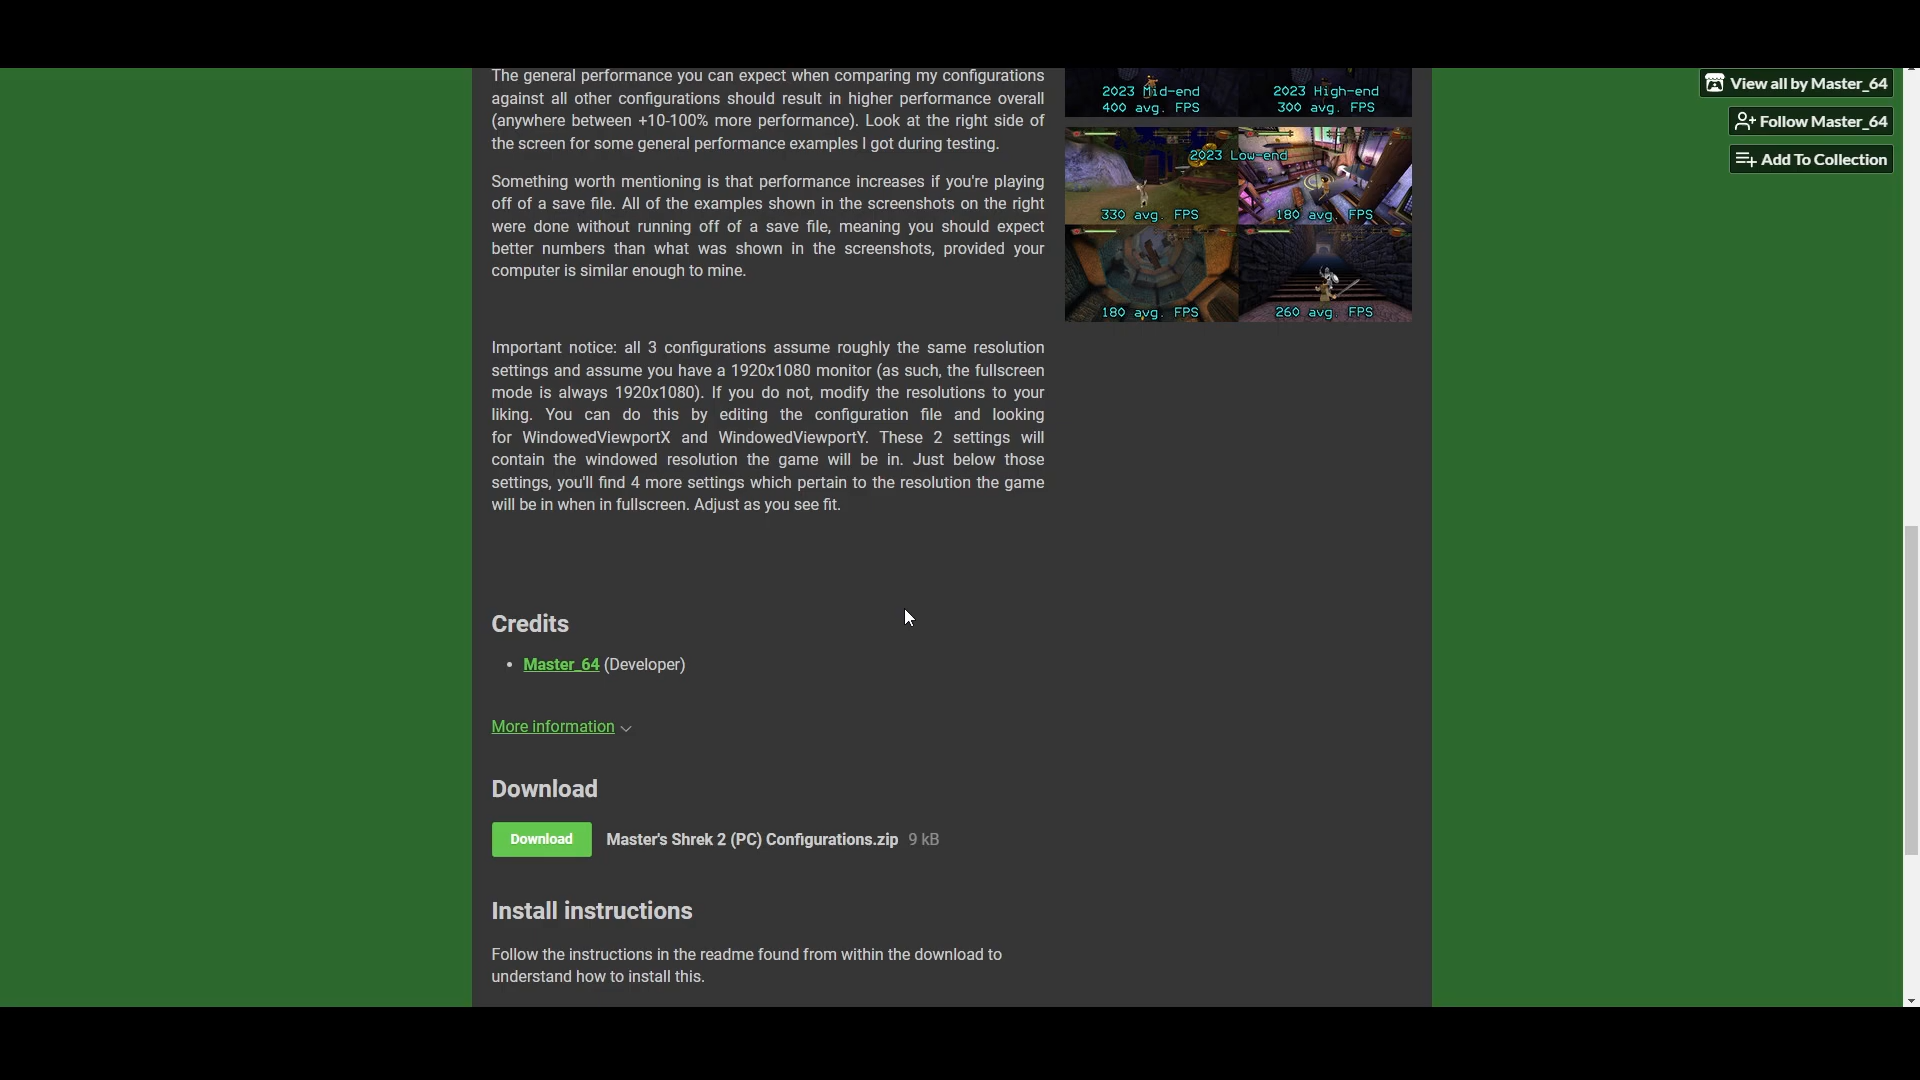 The general performance you can expect when comparing my configurations
against all other configurations should result in higher performance overall
(anywhere between +10-100% more performance). Look at the right side of
the screen for some general performance examples I got during testing.
Something worth mentioning is that performance increases if you're playing
off of a save file. All of the examples shown in the screenshots on the right
were done without running off of a save file, meaning you should expect
better numbers than what was shown in the screenshots, provided your
computer is similar enough to mine.
Important notice: all 3 configurations assume roughly the same resolution
settings and assume you have a 1920x1080 monitor (as such, the fullscreen
mode is always 1920x1080). If you do not, modify the resolutions to your
liking. You can do this by editing the configuration file and looking
for WindowedViewportX and WindowedViewportY. These 2 settings will
contain the windowed resolution the game will be in. Just below those
settings, you'll find 4 more settings which pertain to the resolution the game
will be in when in fullscreen. Adjust as you see fit.
Credits
• Master_64 (Developer)
More information
Download
Download Master's Shrek 2 (PC) Configurations.zip 9 kB
Install instructions
Follow the instructions in the readme found from within the download to
understand how to install this.
2023 Mid-end 2023 High-end
400 avg. FPS 300 avg. FPS
2023 Low-end
330 avg. FPS 180 avg. FPS
180 avg. FPS 260 avg. FPS
View all by Master_64
Follow Master_64
Add To Collection